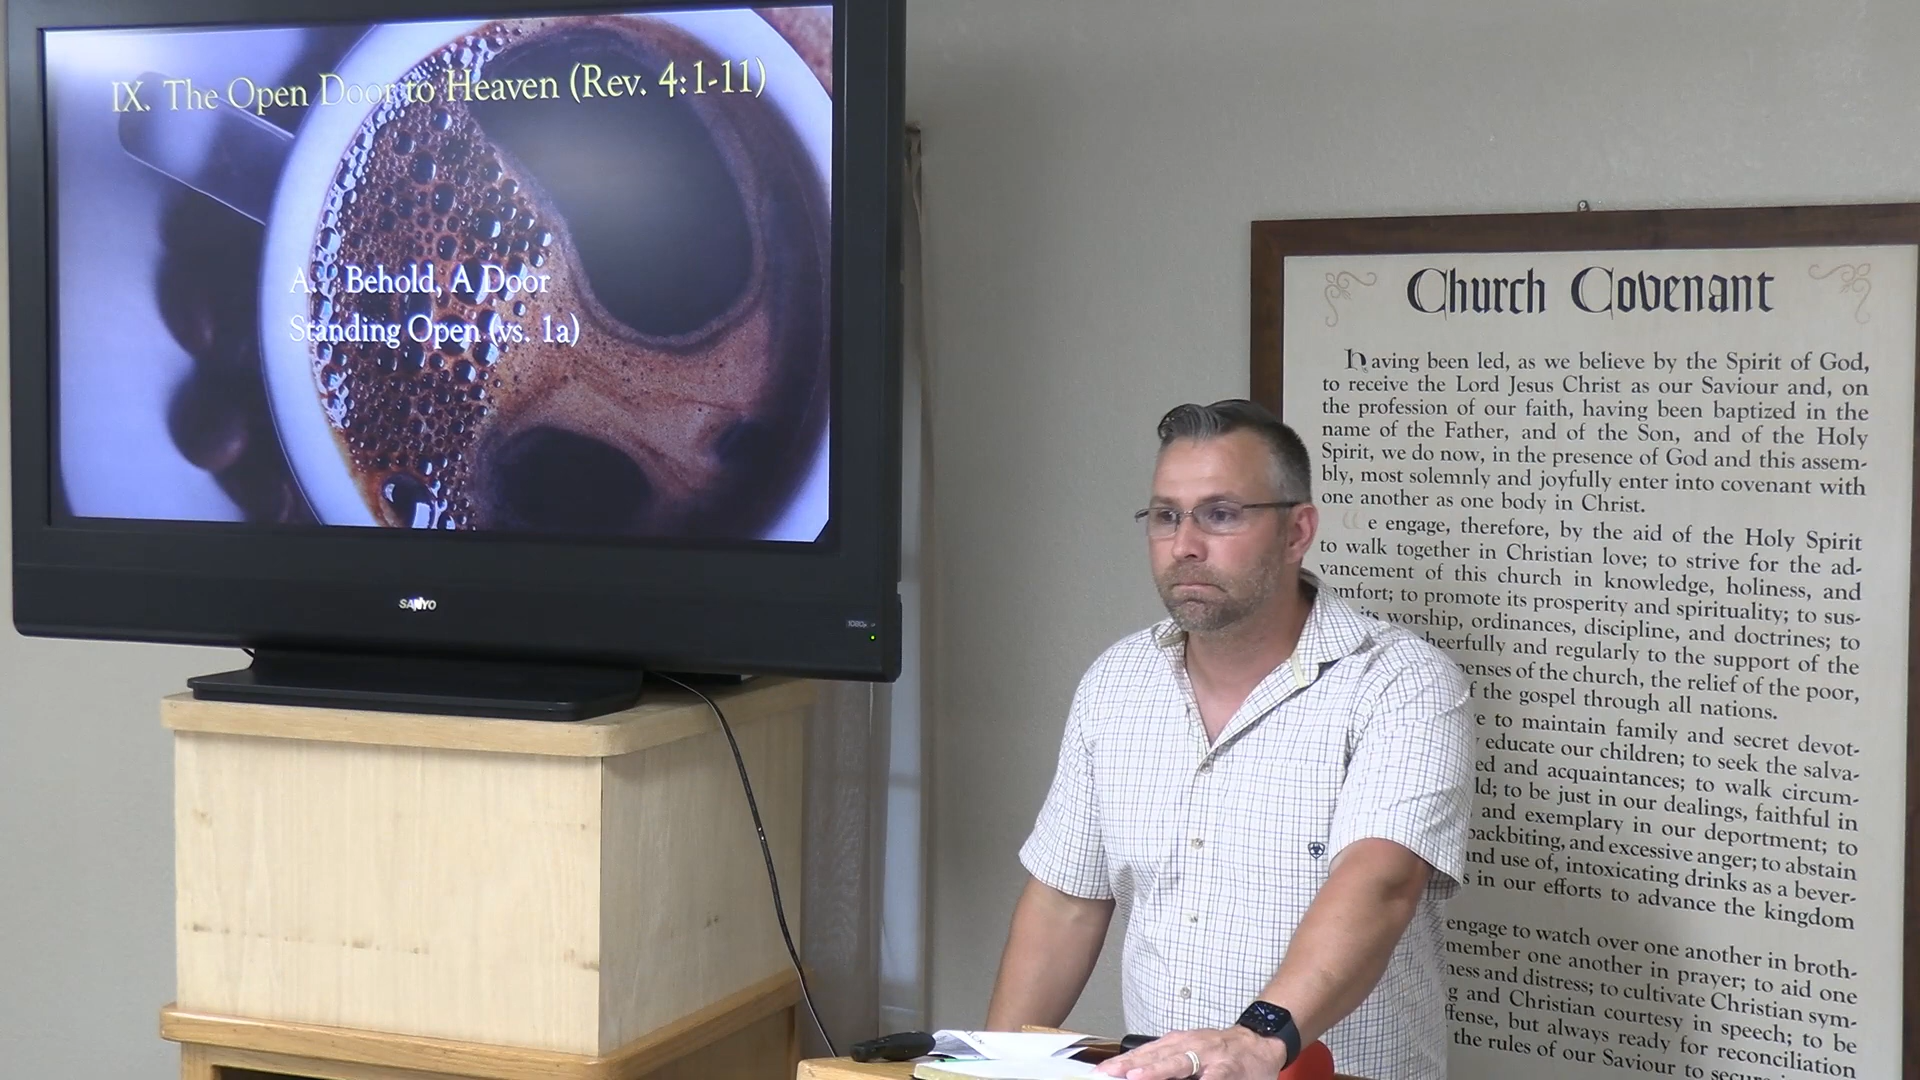 IX. The Open Door to Heaven (Rev. 4:1-11)
A. Behold, A Door
Standing Open (vs. 1a)
SANYO
1080p
Church Covenant
Having been led, as we believe by the Spirit of God,
to receive the Lord Jesus Christ as our Saviour and, on
the profession of our faith, having been baptized in the
name of the Father, and of the Son, and of the Holy
Spirit, we do now, in the presence of God and this assem-
bly, most solemnly and joyfully enter into covenant with
one another as one body in Christ.
e engage, therefore, by the aid of the Holy Spirit
to walk together in Christian love; to strive for the ad-
vancement of this church in knowledge, holiness, and
omfort; to promote its prosperity and spirituality; to sus-
its worship, ordinances, discipline, and doctrines; to
heerfully and regularly to the support of the
penses of the church, the relief of the poor,
f the gospel through all nations.
e to maintain family and secret devot-
educate our children; to seek the salva-
ed and acquaintances; to walk circum-
ld; to be just in our dealings, faithful in
and exemplary in our deportment; to
backbiting, and excessive anger; to abstain
and use of, intoxicating drinks as a bever-
s in our efforts to advance the kingdom
engage to watch over one another in broth-
member one another in prayer; to aid one
ness and distress; to cultivate Christian sym-
g and Christian courtesy in speech; to be
ffense, but always ready for reconciliation
the rules of our Saviour to secure